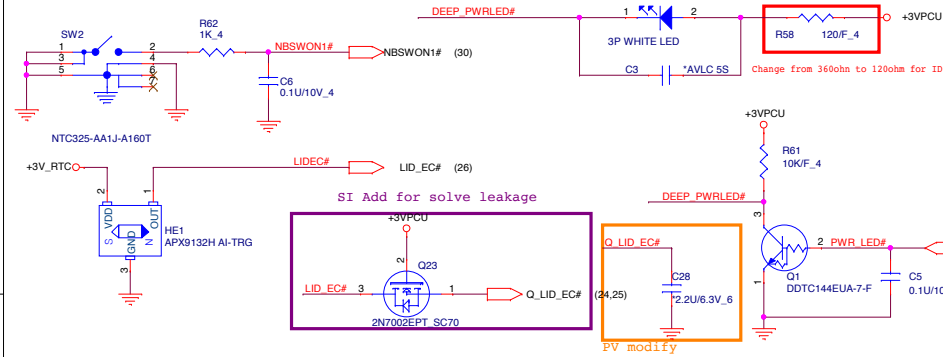 DEEP_PWRLED#
1
2
+3VPCU
3P WHITE LED
R58
120/F_4
C3
*AVLC 5S
Change from 360ohn to 120ohm for ID
SW2
1
3
5
2
4
6
7
R62
1K_4
NBSWON1#
NBSWON1#
(30)
C6
0.1U/10V_4
NTC325-AA1J-A160T
+3VPCU
R61
10K/F_4
DEEP_PWRLED#
3
2
PWR_LED#
1
Q1
DDTC144EUA-7-F
C5
0.1U/10
+3V_RTC
LIDEC#
LID_EC#
(26)
2
1
VDD
OUT
S
N
GND
3
HE1
APX9132H AI-TRG
SI Add for solve leakage
+3VPCU
2
Q23
LID_EC#
3
1
Q_LID_EC#
(24,25)
2N7002EPT_SC70
Q_LID_EC#
C28
*2.2U/6.3V_6
PV modify